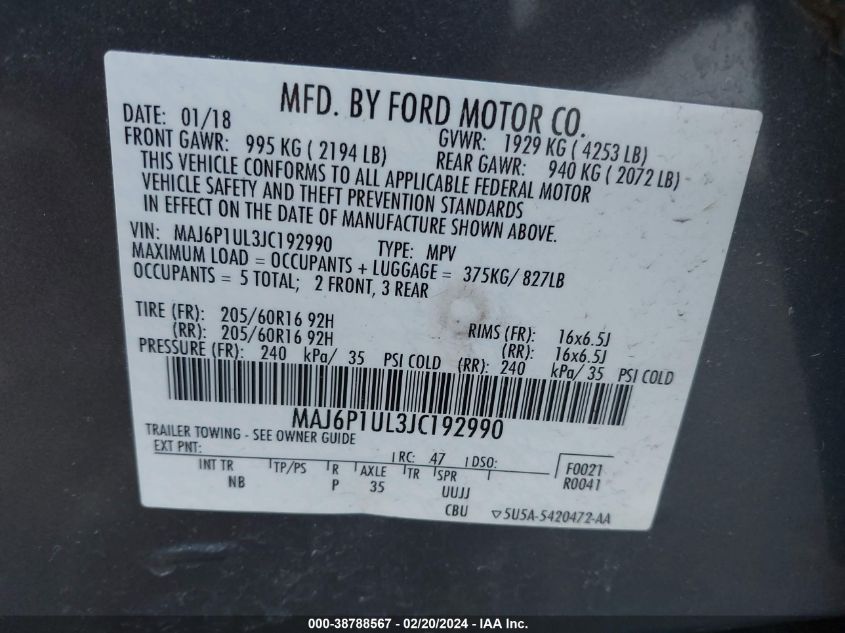 MFD. BY FORD MOTOR CO.
DATE: 01/18 GVWR: 1929 KG ( 4253 LB)
FRONT GAWR: 995 KG ( 2194 LB) REAR GAWR: 940 KG ( 2072 LB)
THIS VEHICLE CONFORMS TO ALL APPLICABLE FEDERAL MOTOR
VEHICLE SAFETY AND THEFT PREVENTION STANDARDS
IN EFFECT ON THE DATE OF MANUFACTURE SHOWN ABOVE.
VIN: MAJ6P1UL3JC192990 TYPE: MPV
MAXIMUM LOAD = OCCUPANTS + LUGGAGE = 375KG/ 827LB
OCCUPANTS = 5 TOTAL; 2 FRONT, 3 REAR
TIRE (FR): 205/60R16 92H RIMS (FR): 16x6.5J
(RR): 205/60R16 92H (RR): 16x6.5J
PRESSURE (FR): 240 kPa/ 35 PSI COLD (RR): 240 kPa/ 35 PSI COLD
MAJ6P1UL3JC192990
TRAILER TOWING - SEE OWNER GUIDE
EXT PNT: RC: 47 DSO: F0021
INT TR TP/PS R AXLE TR SPR R0041
NB P 35 UUJJ
CBU 5U5A-5420472-AA
000-38788567 - 02/20/2024 - IAA Inc.